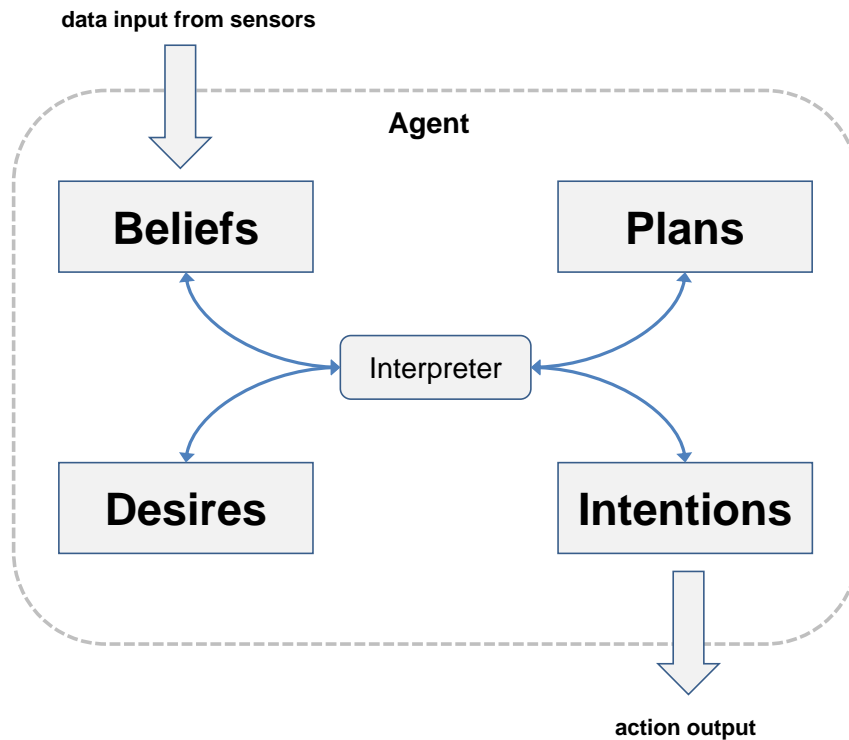 data input from sensors
Agent
Beliefs
Plans
Interpreter
Desires
Intentions
action output